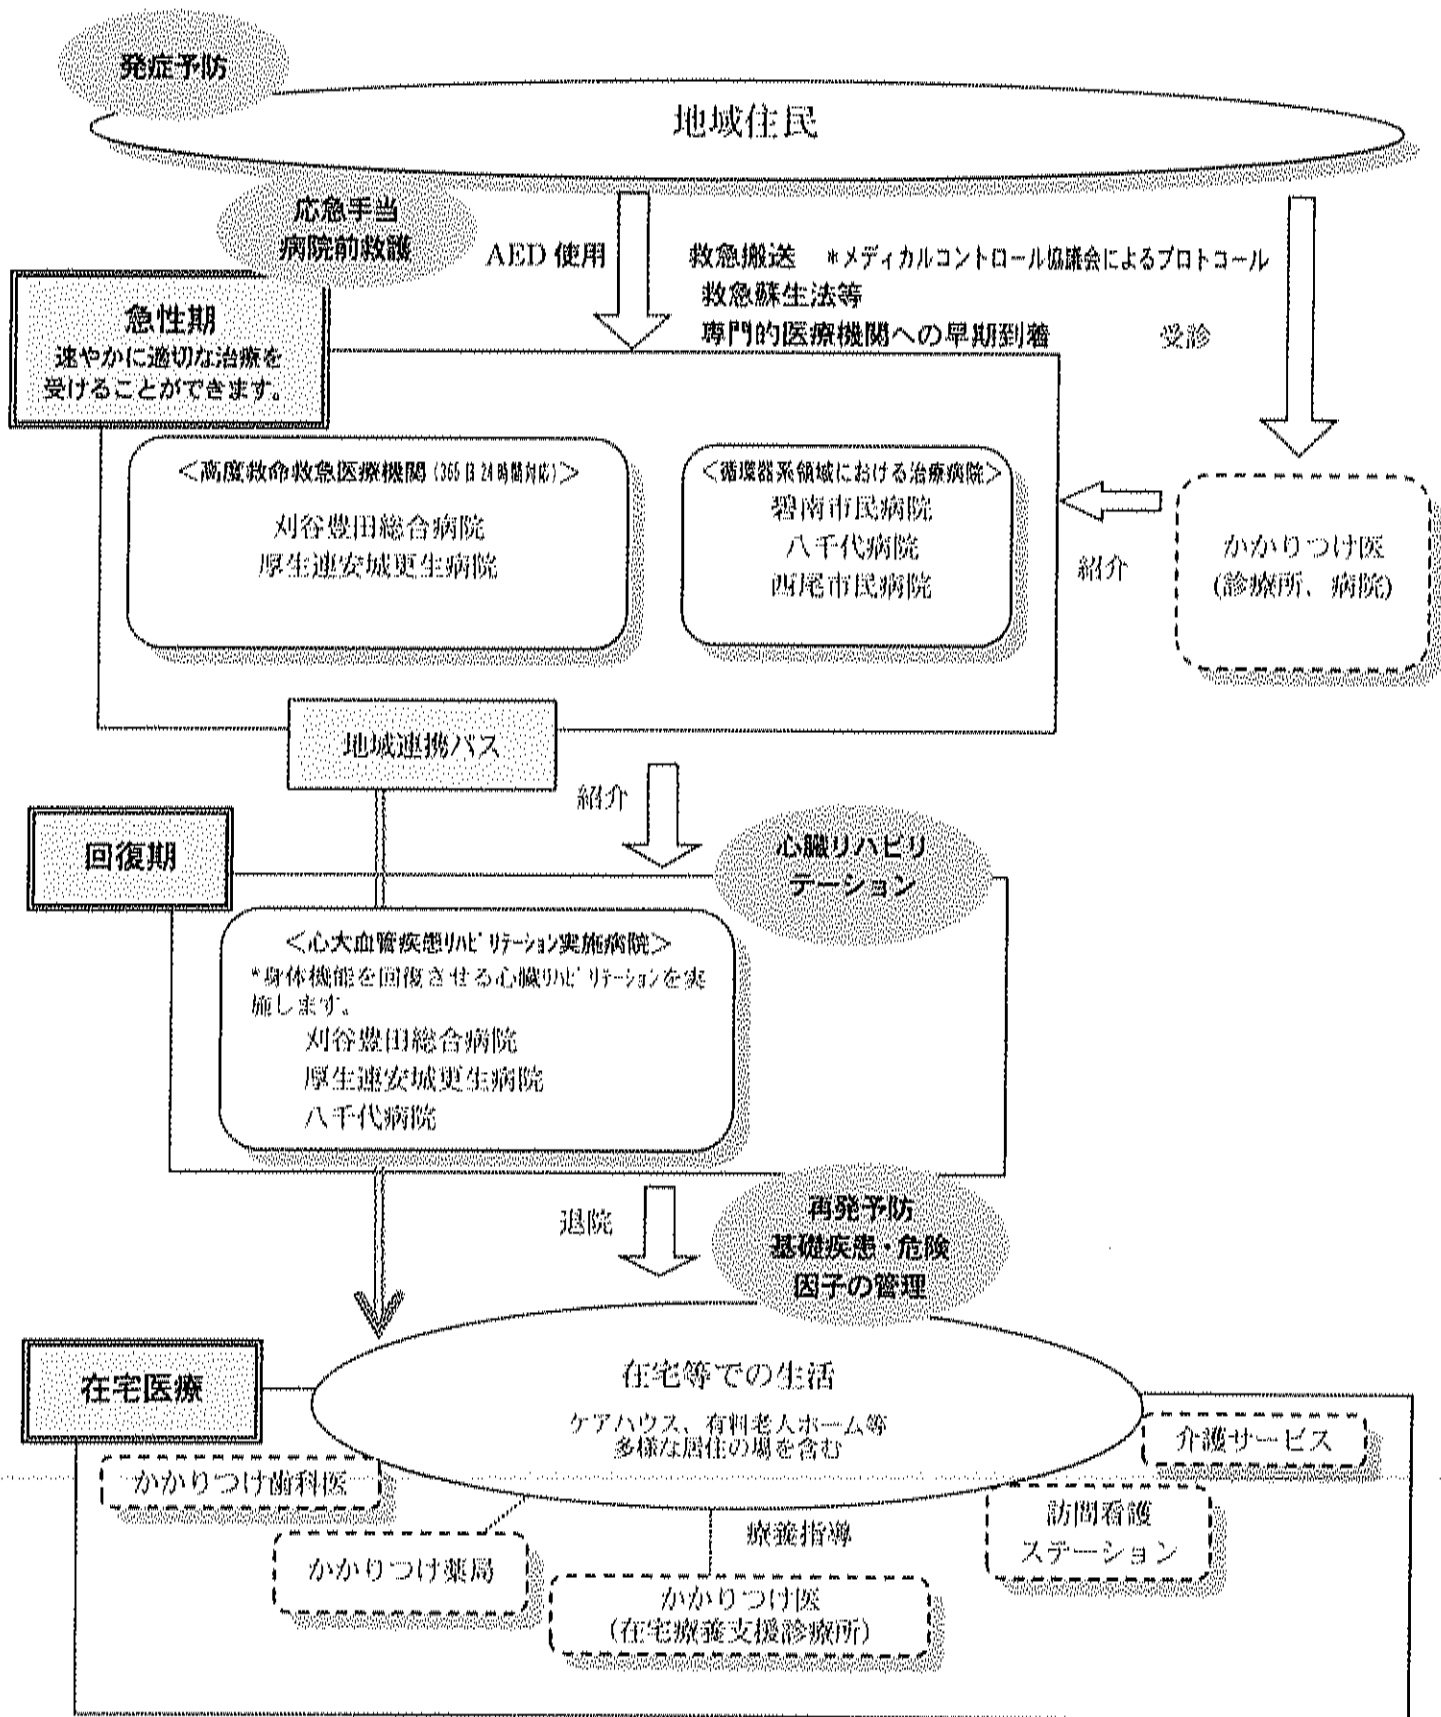 発症予防
地域住民
応急手当
病院前救護
AED 使用
救急搬送 *メディカルコントロール協議会によるプロトコール
救急蘇生法等
専門的医療機関への早期到着
受診
急性期
速やかに適切な治療を
受けることができます。
＜高度救命救急医療機関(365日24時間対応)＞
刈谷豊田総合病院
厚生連安城更生病院
＜循環器系領域における治療病院＞
碧南市民病院
八千代病院
西尾市民病院
紹介
かかりつけ医
(診療所、病院)
地域連携パス
紹介
回復期
心臓リハビリ
テーション
＜心大血管疾患ﾘﾊﾋﾞﾘﾃｰｼｮﾝ実施病院＞
*身体機能を回復させる心臓ﾘﾊﾋﾞﾘﾃｰｼｮﾝを実
施します。
刈谷豊田総合病院
厚生連安城更生病院
八千代病院
退院
再発予防
基礎疾患・危険
因子の管理
在宅医療
在宅等での生活
ケアハウス、有料老人ホーム等
多様な居住の場を含む
介護サービス
かかりつけ歯科医
訪問看護
ステーション
療養指導
かかりつけ薬局
かかりつけ医
(在宅療養支援診療所)